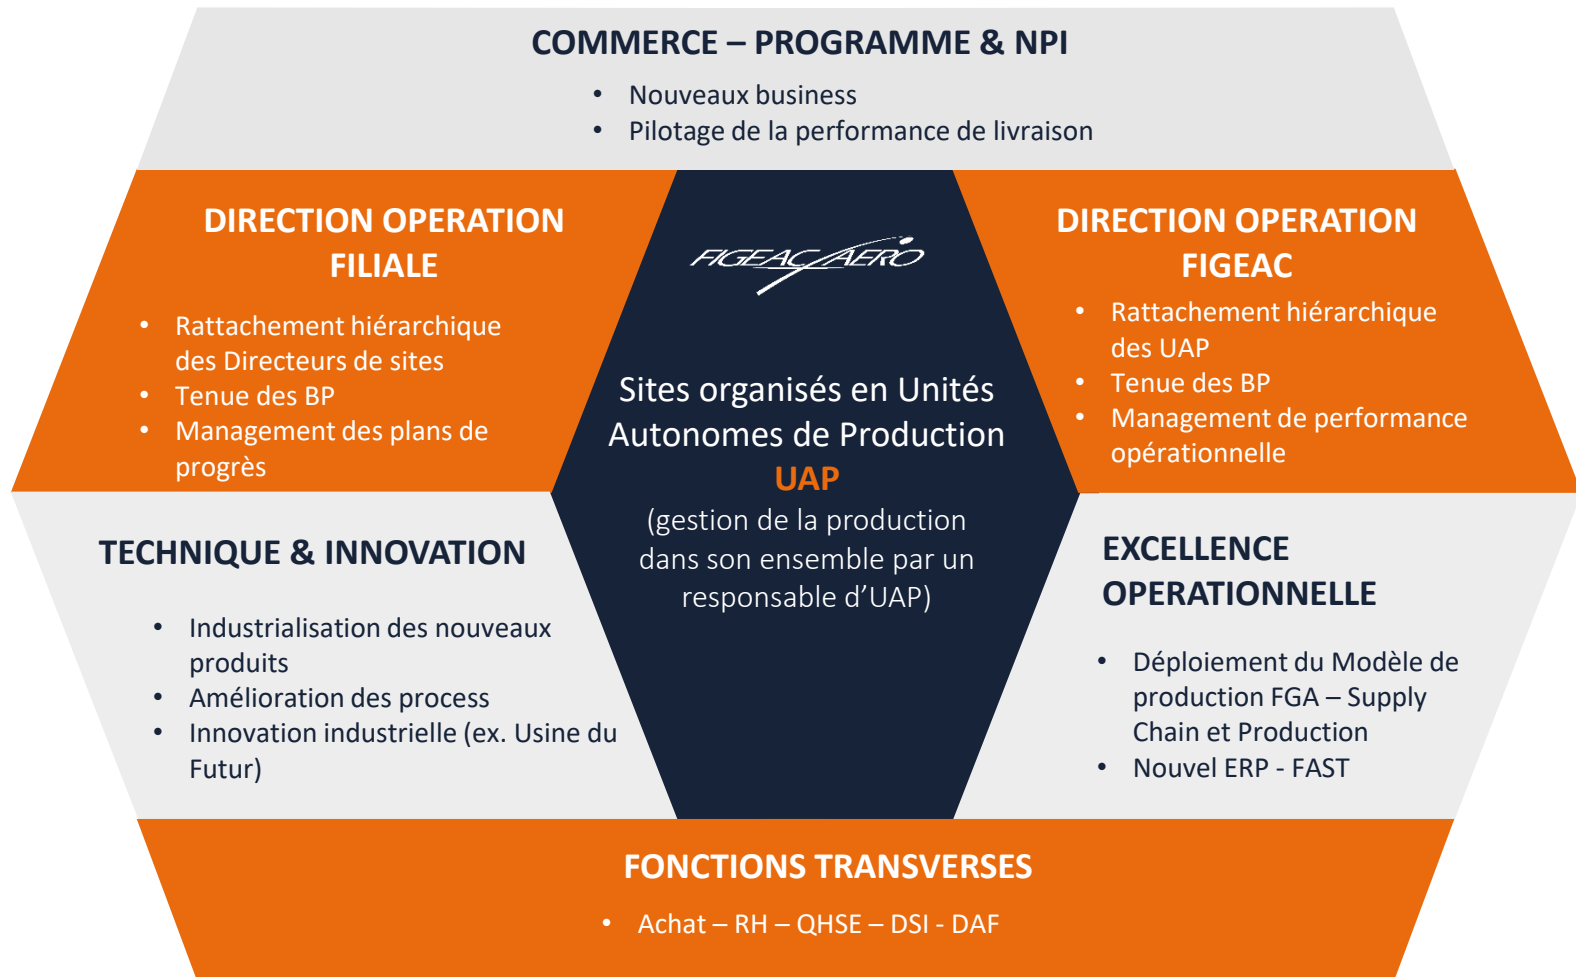 COMMERCE – PROGRAMME & NPI
• Nouveaux business
• Pilotage de la performance de livraison
DIRECTION OPERATION
FILIALE
• Rattachement hiérarchique
des Directeurs de sites
• Tenue des BP
• Management des plans de
progrès
FIGEAC AERO
Sites organisés en Unités
Autonomes de Production
UAP
(gestion de la production
dans son ensemble par un
responsable d’UAP)
DIRECTION OPERATION
FIGEAC
• Rattachement hiérarchique
des UAP
• Tenue des BP
• Management de performance
opérationnelle
TECHNIQUE & INNOVATION
• Industrialisation des nouveaux
produits
• Amélioration des process
• Innovation industrielle (ex. Usine du
Futur)
EXCELLENCE
OPERATIONNELLE
• Déploiement du Modèle de
production FGA – Supply
Chain et Production
• Nouvel ERP - FAST
FONCTIONS TRANSVERSES
• Achat – RH – QHSE – DSI - DAF